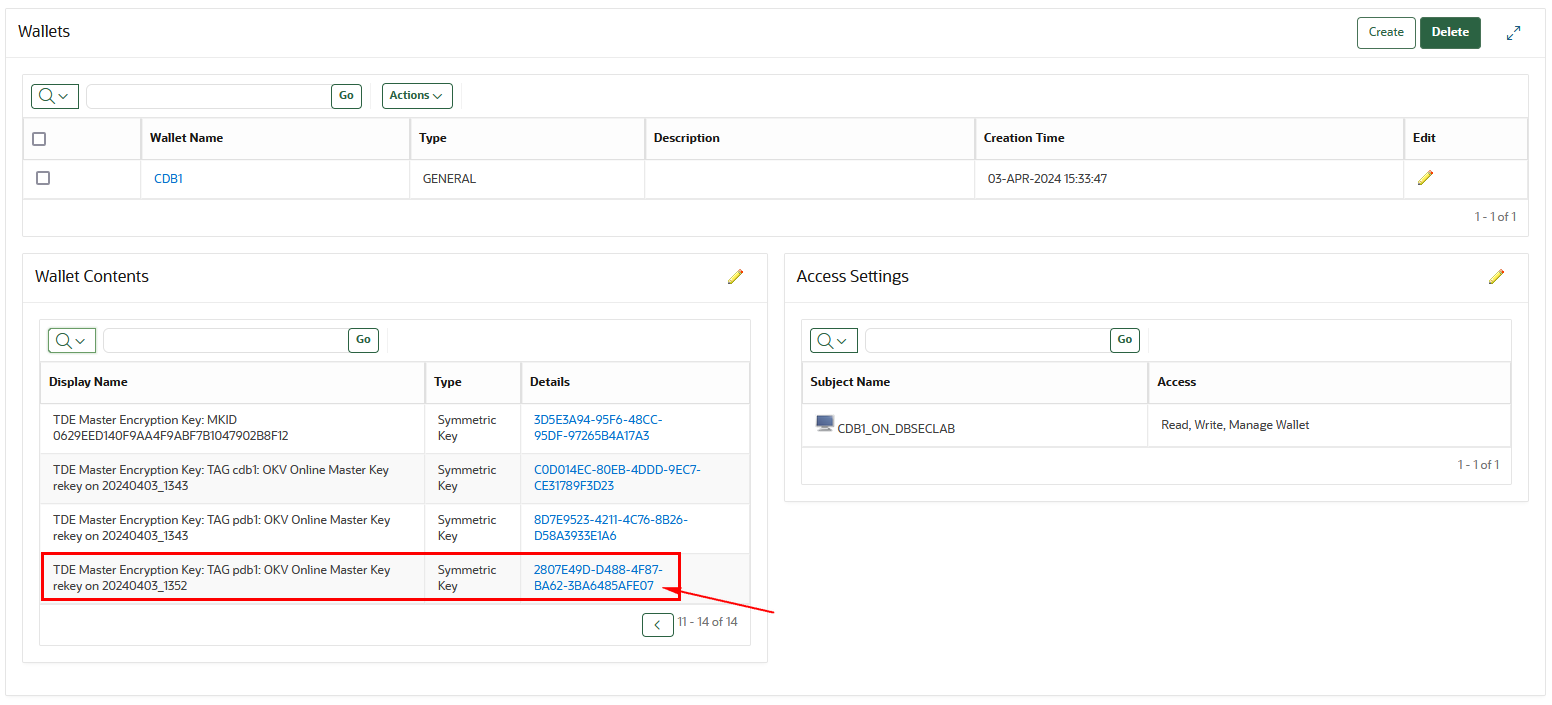 Wallets
Create
Delete
Go
Actions
Wallet Name
Type
Description
Creation Time
Edit
CDB1
GENERAL
03-APR-2024 15:33:47
1 - 1 of 1
Wallet Contents
Go
Display Name
Type
Details
TDE Master Encryption Key: MKID
0629EED140F9AA4F9ABF7B1047902B8F12
Symmetric
Key
3D5E3A94-95F6-48CC-
95DF-97265B4A17A3
TDE Master Encryption Key: TAG cdb1: OKV Online Master Key
rekey on 20240403_1343
Symmetric
Key
C0D014EC-80EB-4DDD-9EC7-
CE31789F3D23
TDE Master Encryption Key: TAG pdb1: OKV Online Master Key
rekey on 20240403_1343
Symmetric
Key
8D7E9523-4211-4C76-8B26-
D58A3933E1A6
TDE Master Encryption Key: TAG pdb1: OKV Online Master Key
rekey on 20240403_1352
Symmetric
Key
2807E49D-D488-4F87-
BA62-3BA6485AFE07
11 - 14 of 14
Access Settings
Go
Subject Name
Access
CDB1_ON_DBSECLAB
Read, Write, Manage Wallet
1 - 1 of 1